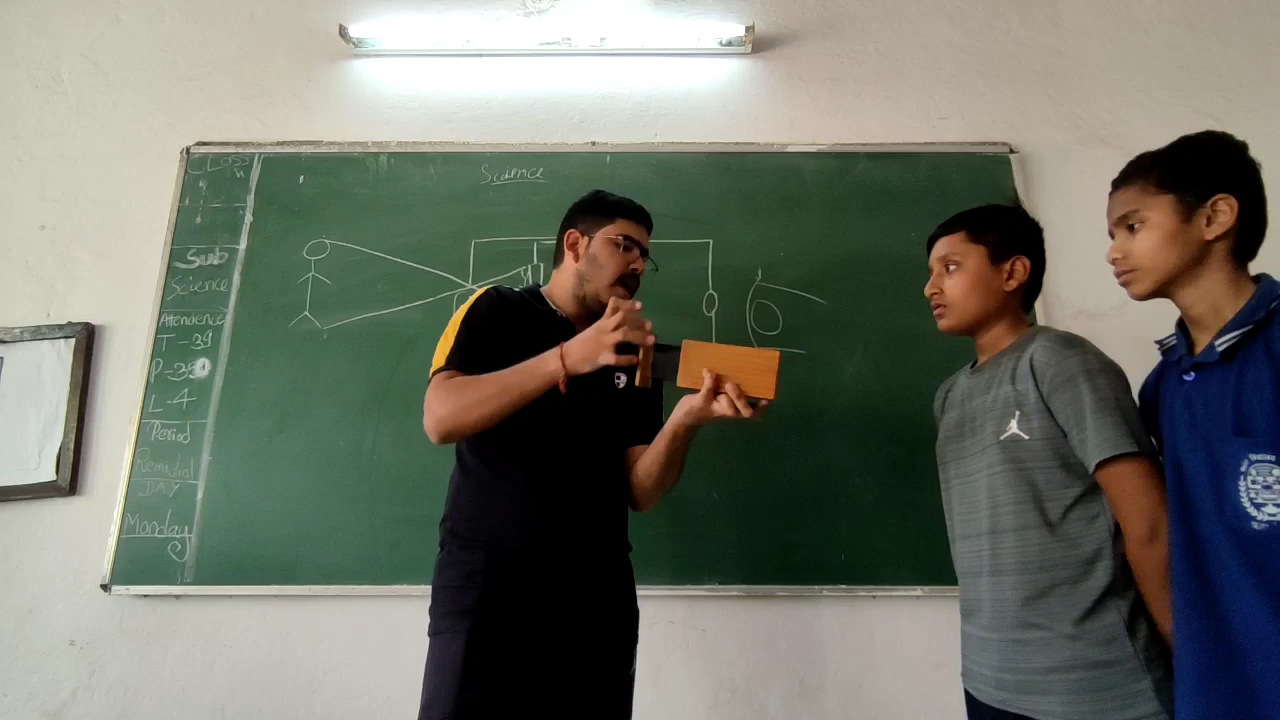 Class
Science
Sub
Science
Attendence
T-39
P-35
L-4
Period
Remidial
DAY
Monday